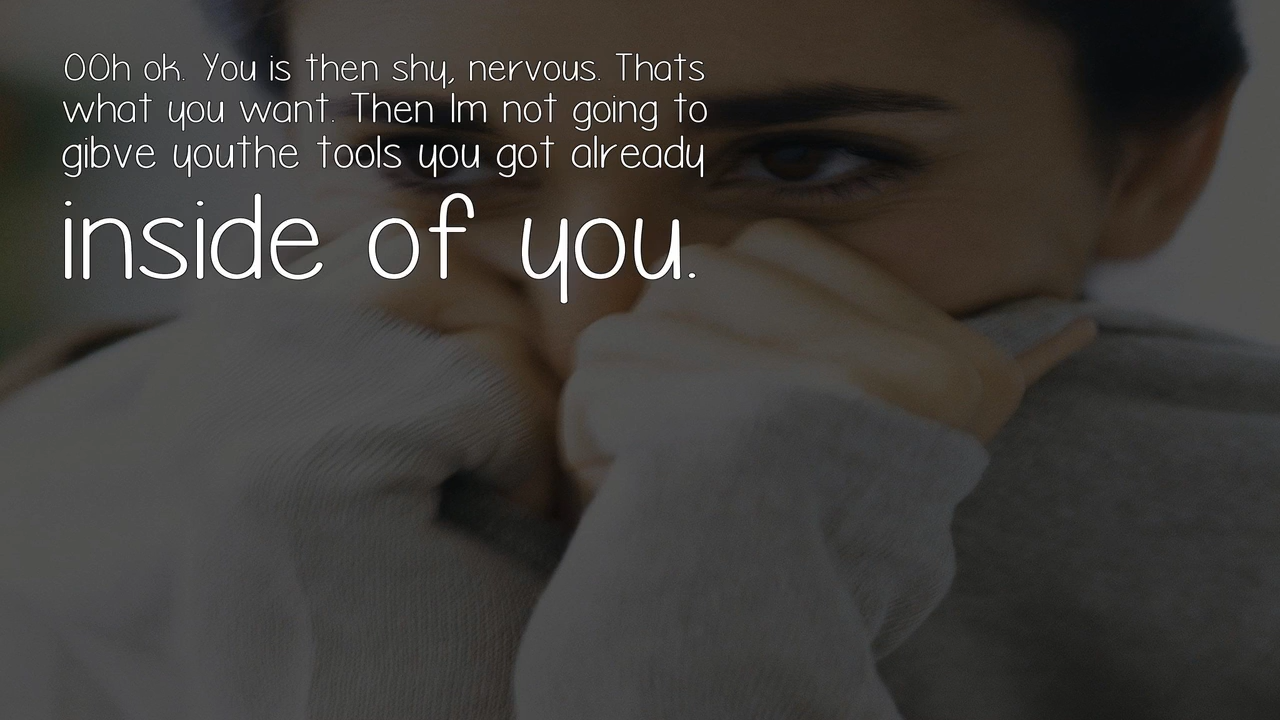 OOh ok. You is then shy, nervous. Thats
what you want. Then Im not going to
gibve youthe tools you got already
inside of you.